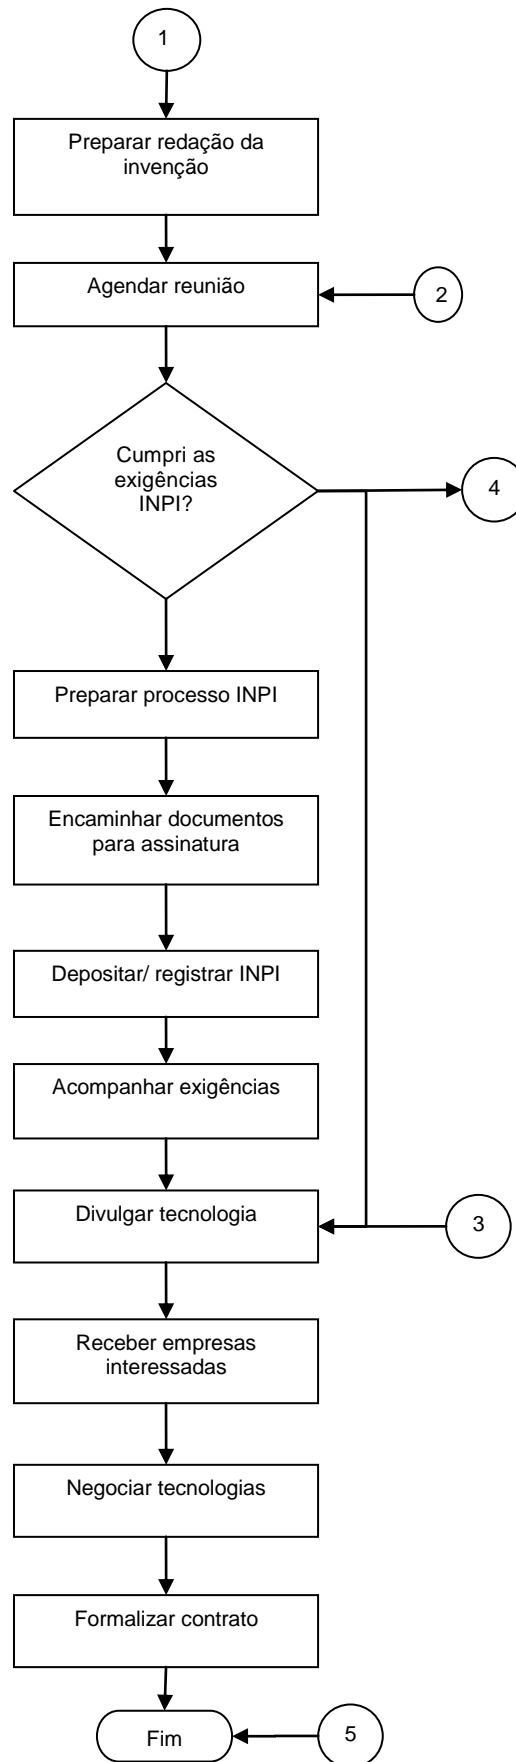 1
Preparar redação da
invenção
Agendar reunião
2
Cumpri as
exigências
INPI?
4
Preparar processo INPI
Encaminhar documentos
para assinatura
Depositar/ registrar INPI
Acompanhar exigências
Divulgar tecnologia
3
Receber empresas
interessadas
Negociar tecnologias
Formalizar contrato
Fim
5